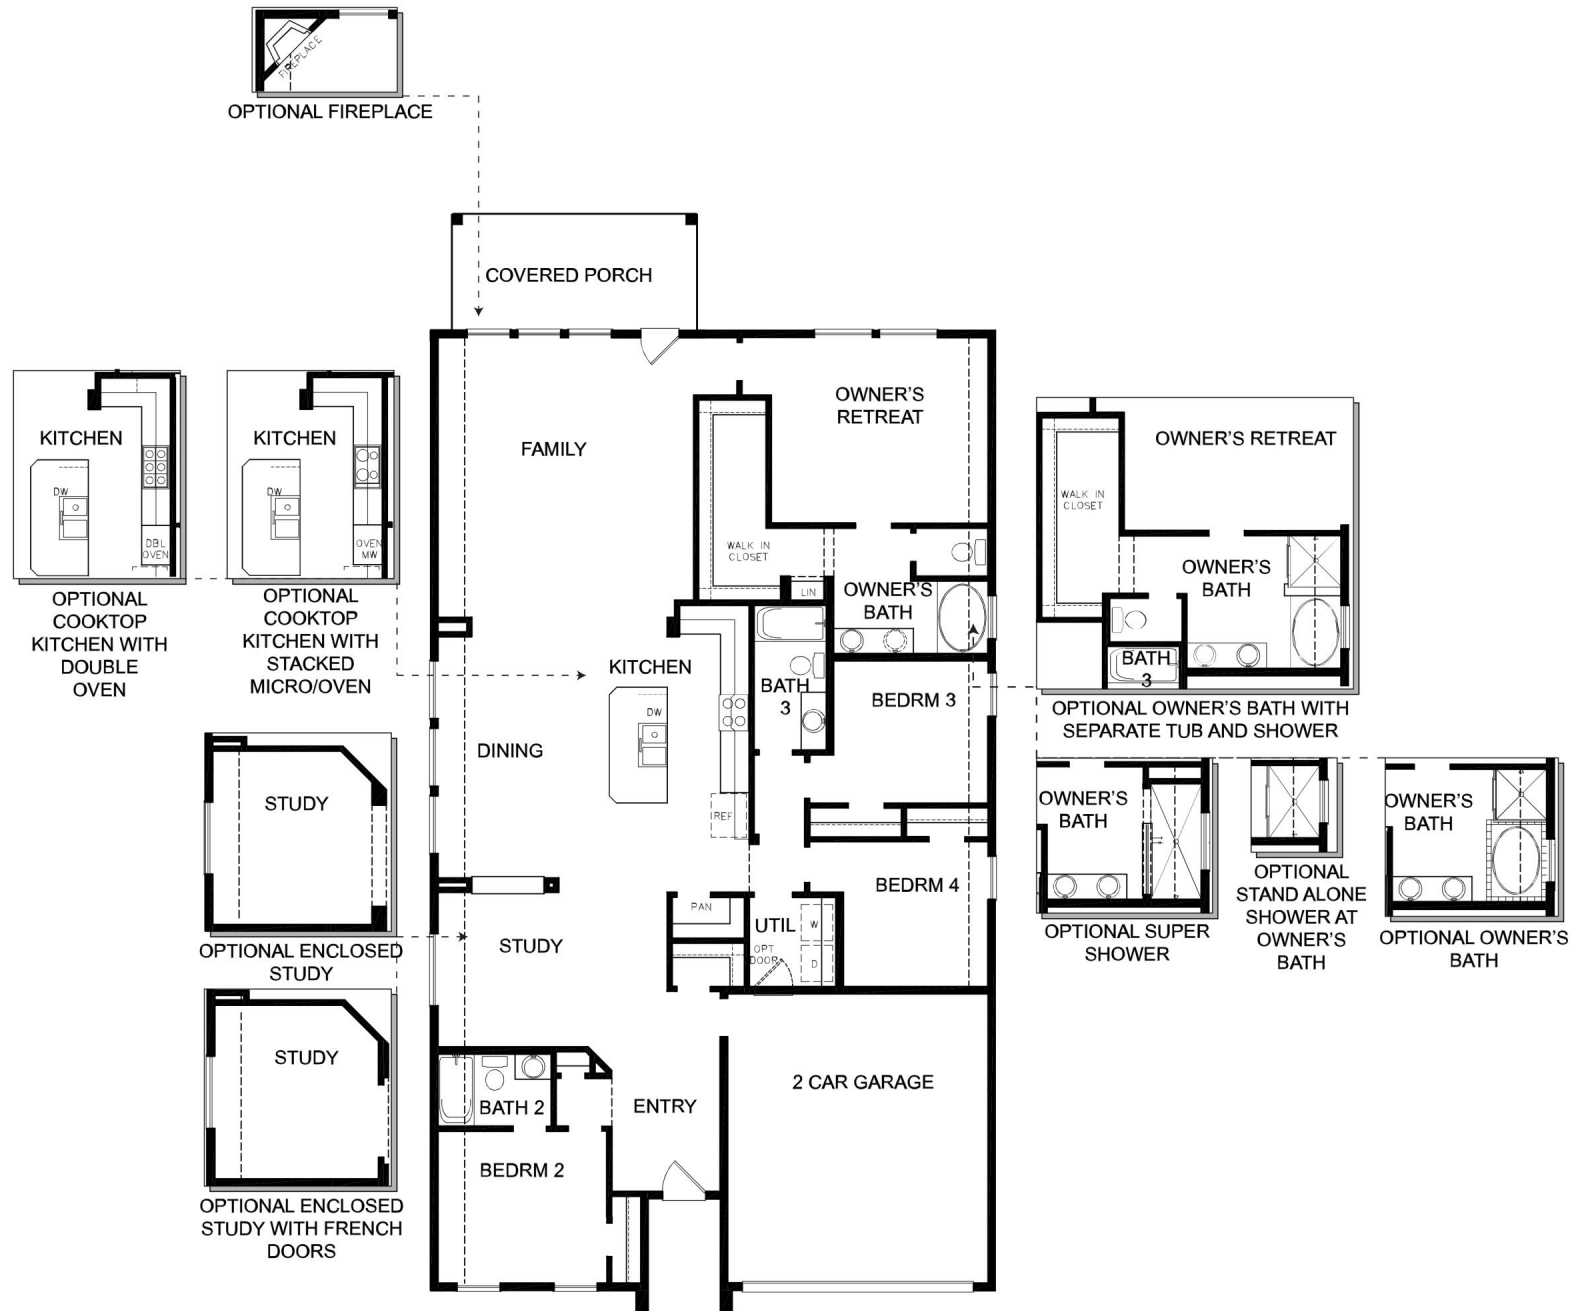 FIREPLACE
OPTIONAL FIREPLACE
COVERED PORCH
FAMILY
OWNER'S
RETREAT
WALK IN
CLOSET
LIN
OWNER'S
BATH
KITCHEN
DW
REF
BATH
3
BEDRM 3
DINING
BEDRM 4
PAN
UTIL
W
D
OPT
DOOR
STUDY
2 CAR GARAGE
BATH 2
ENTRY
BEDRM 2
KITCHEN
DW
DBL
OVEN
OPTIONAL
COOKTOP
KITCHEN WITH
DOUBLE
OVEN
KITCHEN
DW
OVEN
MW
OPTIONAL
COOKTOP
KITCHEN WITH
STACKED
MICRO/OVEN
STUDY
OPTIONAL ENCLOSED
STUDY
STUDY
OPTIONAL ENCLOSED
STUDY WITH FRENCH
DOORS
OWNER'S RETREAT
WALK IN
CLOSET
OWNER'S
BATH
BATH
3
OPTIONAL OWNER'S BATH WITH
SEPARATE TUB AND SHOWER
OWNER'S
BATH
OPTIONAL SUPER
SHOWER
OPTIONAL
STAND ALONE
SHOWER AT
OWNER'S
BATH
OWNER'S
BATH
OPTIONAL OWNER'S
BATH